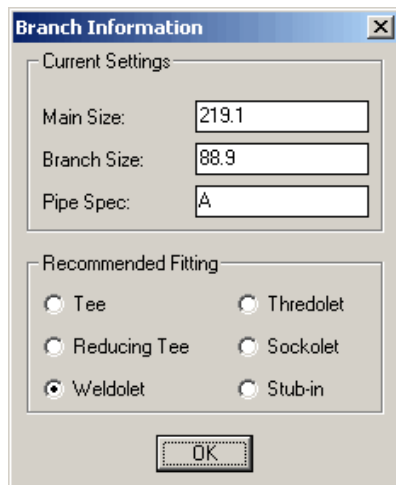 Branch Information
Current Settings
Main Size: 219.1
Branch Size: 88.9
Pipe Spec: A
Recommended Fitting
Tee Thredolet
Reducing Tee Sockolet
Weldolet Stub-in
OK